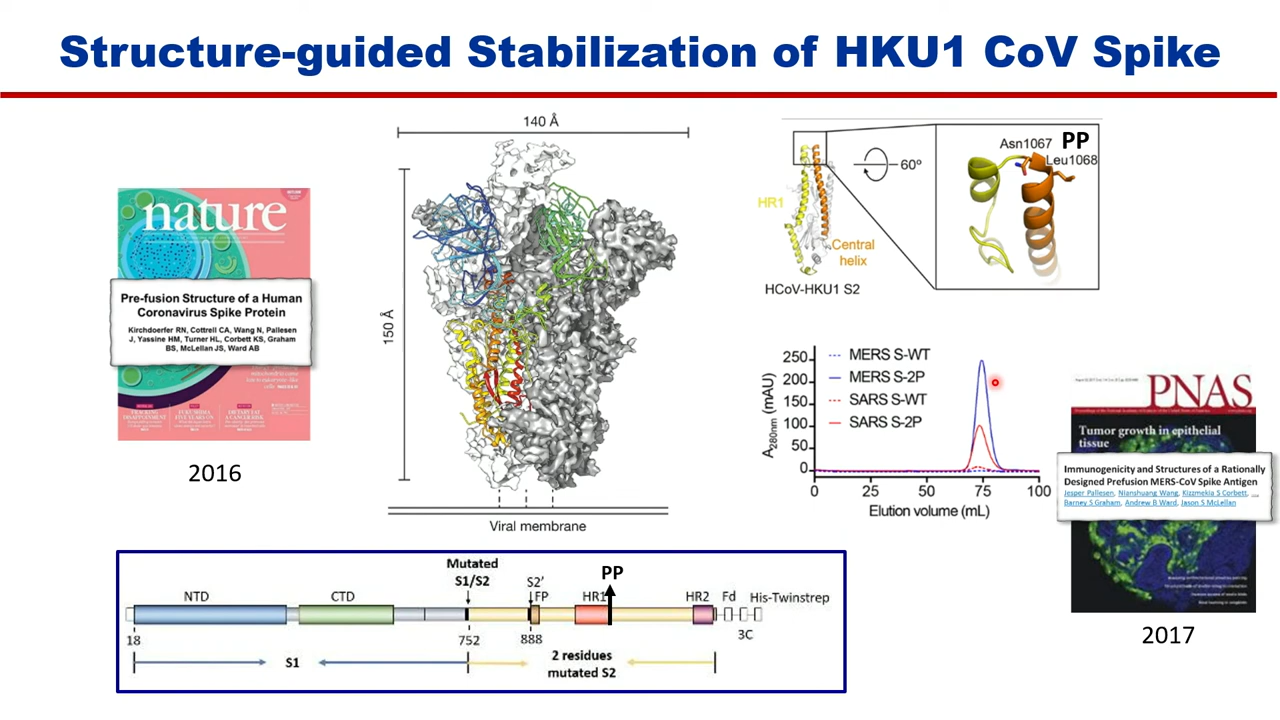 Structure-guided Stabilization of HKU1 CoV Spike
nature
Pre-fusion Structure of a Human
Coronavirus Spike Protein
Kirchdoerfer RN, Cottrell CA, Wang N, Pallesen
J, Yassine HM, Turner HL, Corbett KS, Graham
BS, McLellan JS, Ward AB
2016
140 Å
150 Å
Viral membrane
HR1
Central
helix
HCoV-HKU1 S2
60°
Asn1067
PP
Leu1068
A280nm (mAU)
250
200
150
100
50
0
MERS S-WT
MERS S-2P
SARS S-WT
SARS S-2P
0 25 50 75 100
Elution volume (mL)
PNAS
Tumor growth in epithelial
tissue
Immunogenicity and Structures of a Rationally
Designed Prefusion MERS-CoV Spike Antigen
Jesper Pallesen, Nianshuang Wang, Kizzmekia S Corbett, ...
Barney S Graham, Andrew B Ward, Jason S McLellan
2017
Mutated
S1/S2
S2'
PP
NTD
CTD
FP
HR1
HR2
Fd
His-Twinstrep
18
752
888
3C
S1
2 residues
mutated S2